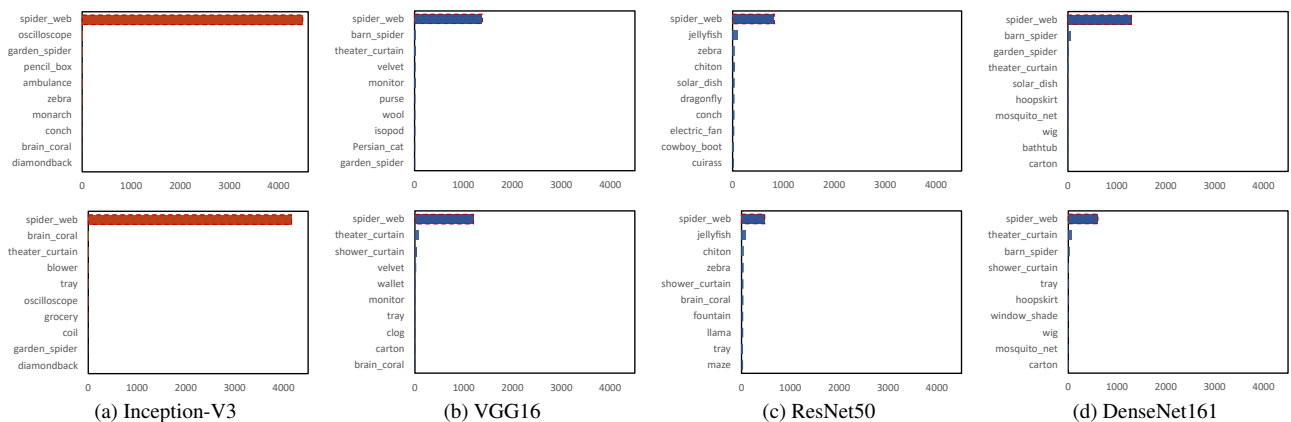 spider_web
oscilloscope
garden_spider
pencil_box
ambulance
zebra
monarch
conch
brain_coral
diamondback
0 1000 2000 3000 4000
spider_web
barn_spider
theater_curtain
velvet
monitor
purse
wool
isopod
Persian_cat
garden_spider
0 1000 2000 3000 4000
spider_web
jellyfish
zebra
chiton
solar_dish
dragonfly
conch
electric_fan
cowboy_boot
cuirass
0 1000 2000 3000 4000
spider_web
barn_spider
garden_spider
theater_curtain
solar_dish
hoopskirt
mosquito_net
wig
bathtub
carton
0 1000 2000 3000 4000
spider_web
brain_coral
theater_curtain
blower
tray
oscilloscope
grocery
coil
garden_spider
diamondback
0 1000 2000 3000 4000
spider_web
theater_curtain
shower_curtain
velvet
wallet
monitor
tray
clog
carton
brain_coral
0 1000 2000 3000 4000
spider_web
jellyfish
chiton
zebra
shower_curtain
brain_coral
fountain
llama
tray
maze
0 1000 2000 3000 4000
spider_web
theater_curtain
barn_spider
shower_curtain
tray
hoopskirt
window_shade
wig
mosquito_net
carton
0 1000 2000 3000 4000
(a) Inception-V3
(b) VGG16
(c) ResNet50
(d) DenseNet161